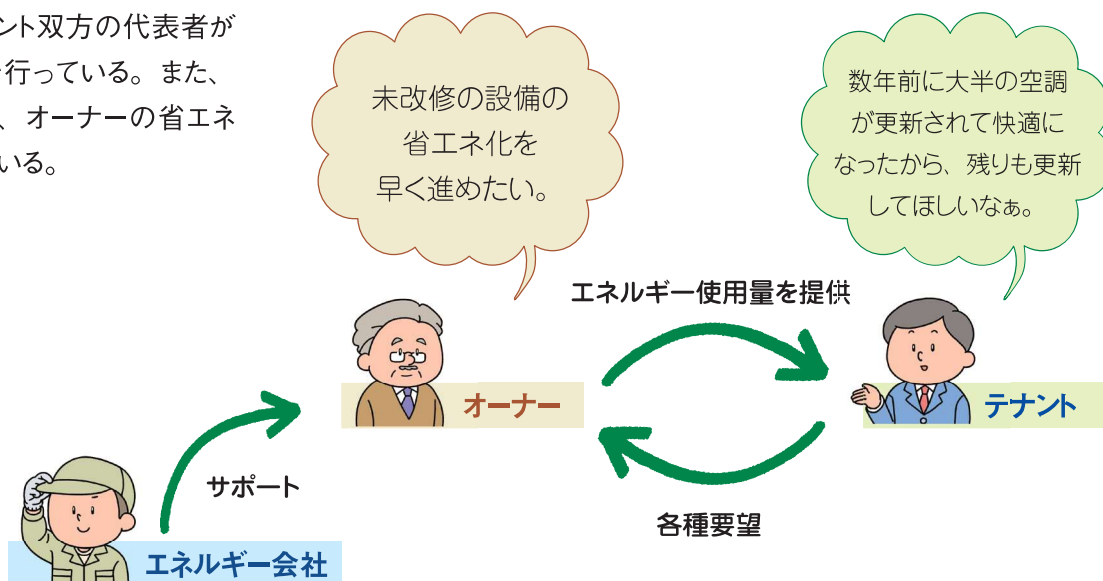 ント双方の代表者が
行っている。また、
、オーナーの省エネ
いる。
未改修の設備の
省エネ化を
早く進めたい。
数年前に大半の空調
が更新されて快適に
なったから、残りも更新
してほしいなぁ。
エネルギー使用量を提供
オーナー
テナント
サポート
各種要望
エネルギー会社